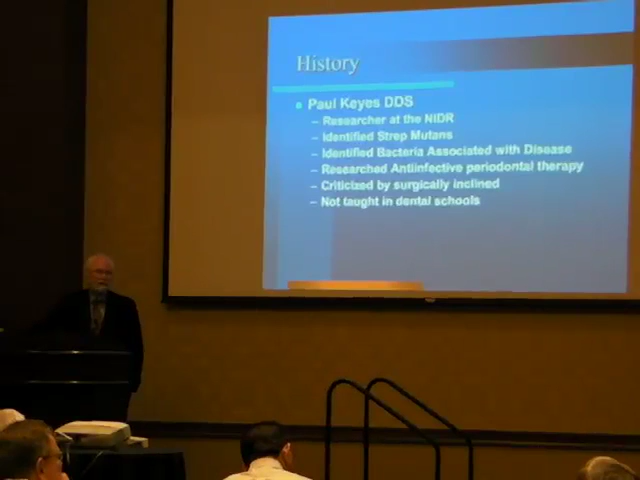 History
Paul Keyes DDS
– Researcher at the NIDR
– Identified Strep Mutans
– Identified Bacteria Associated with Disease
– Researched Antiinfective periodontal therapy
– Criticized by surgically inclined
– Not taught in dental schools